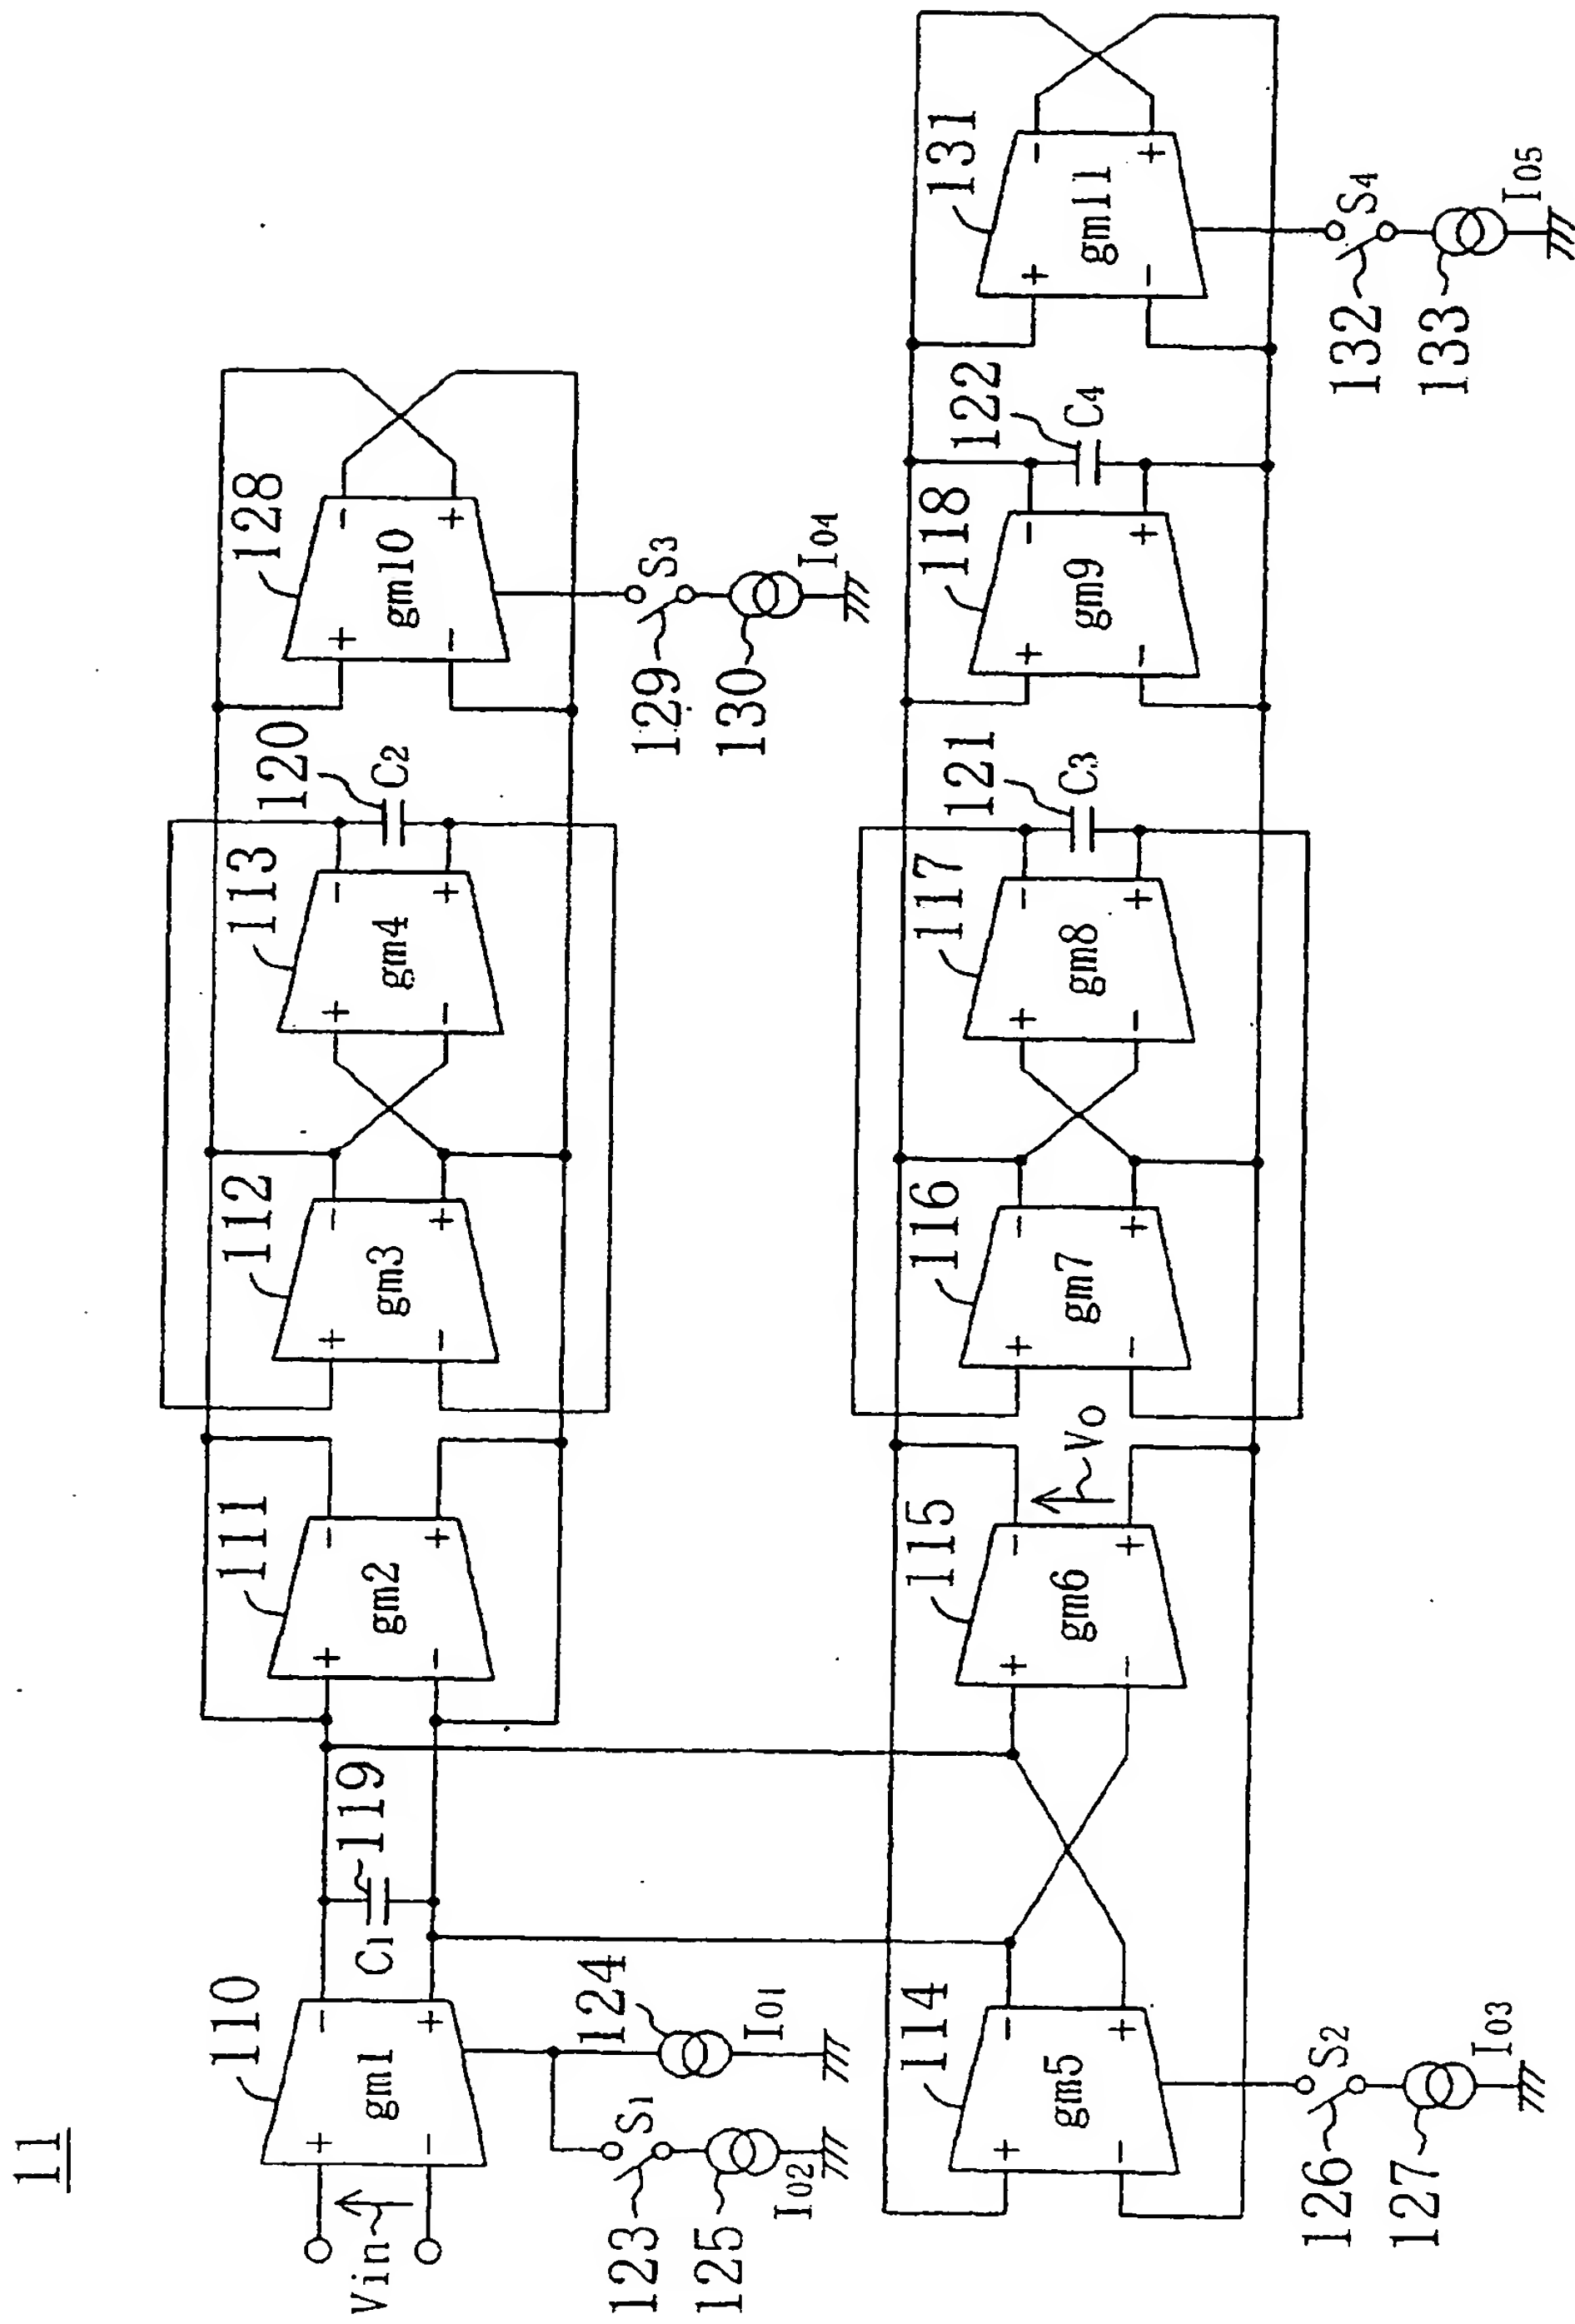 11
Vin
+
−
gm1
−
+
110
C1
119
123
S1
125
I02
124
I01
+
−
gm2
−
+
111
+
−
gm3
−
+
112
+
−
gm4
−
+
113
120
C2
+
−
gm10
−
+
128
129
S3
130
I04
+
−
gm5
−
+
114
126
S2
127
I03
+
−
gm6
−
+
115
Vo
+
−
gm7
−
+
116
+
−
gm8
−
+
117
121
C3
+
−
gm9
−
+
118
122
C4
+
−
gm11
−
+
131
132
S4
133
I05